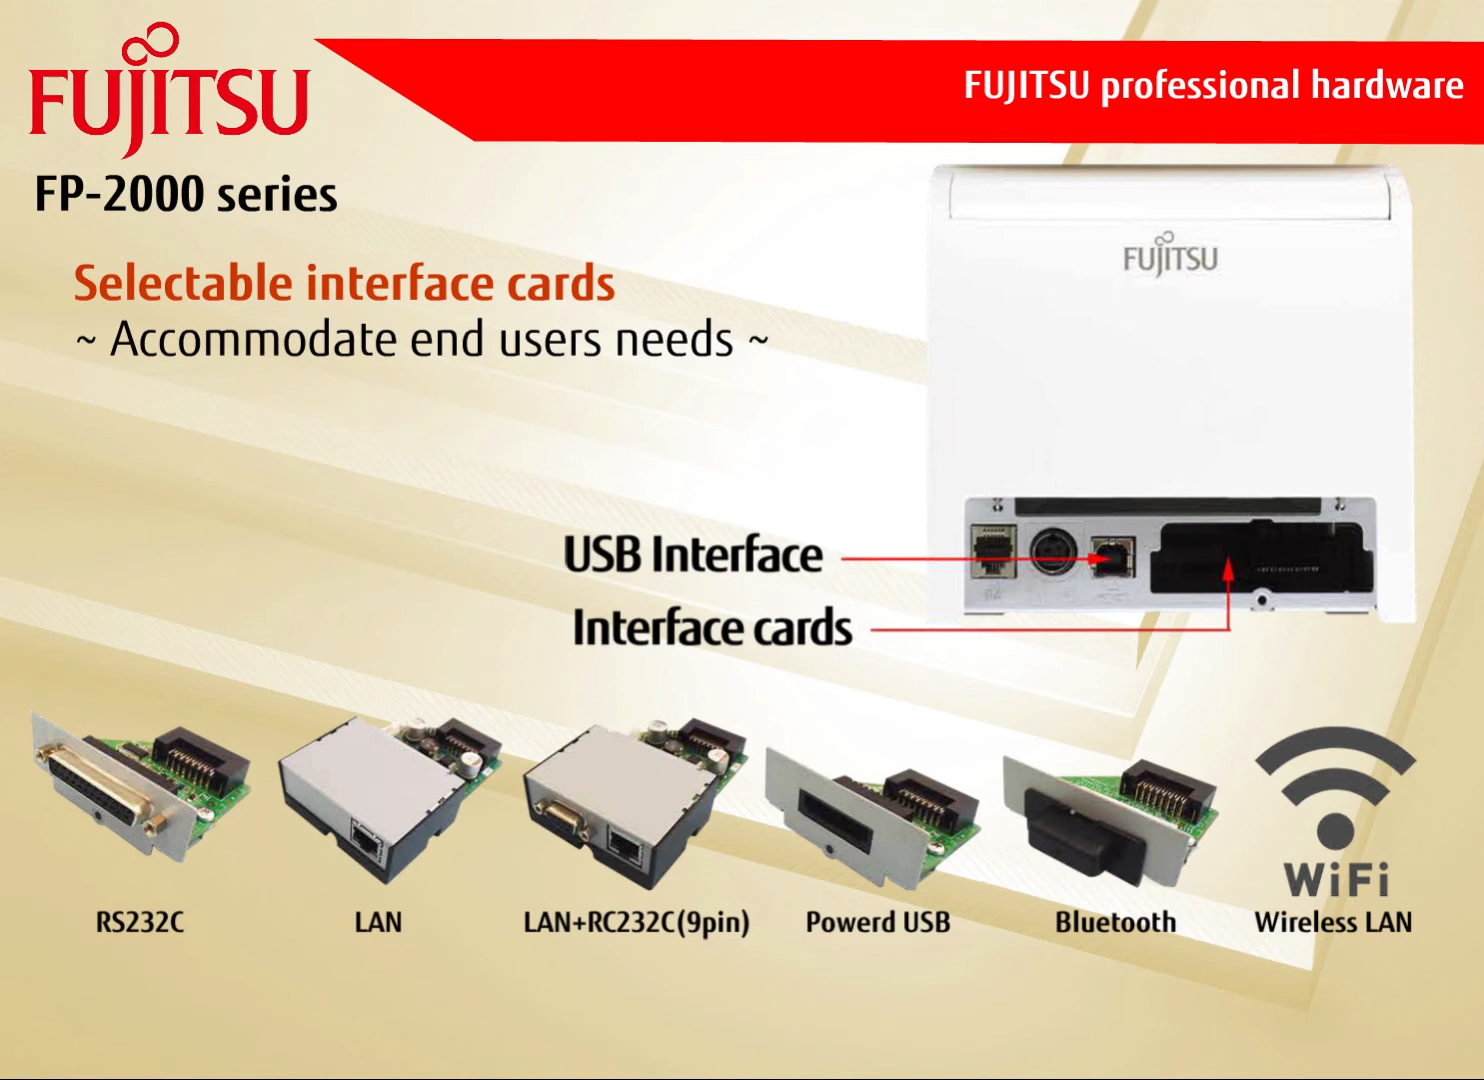 FUJITSU
FUJITSU professional hardware
FP-2000 series
Selectable interface cards
~ Accommodate end users needs ~
FUJITSU
USB Interface
Interface cards
WiFi
RS232C
LAN
LAN+RC232C(9pin)
Powerd USB
Bluetooth
Wireless LAN